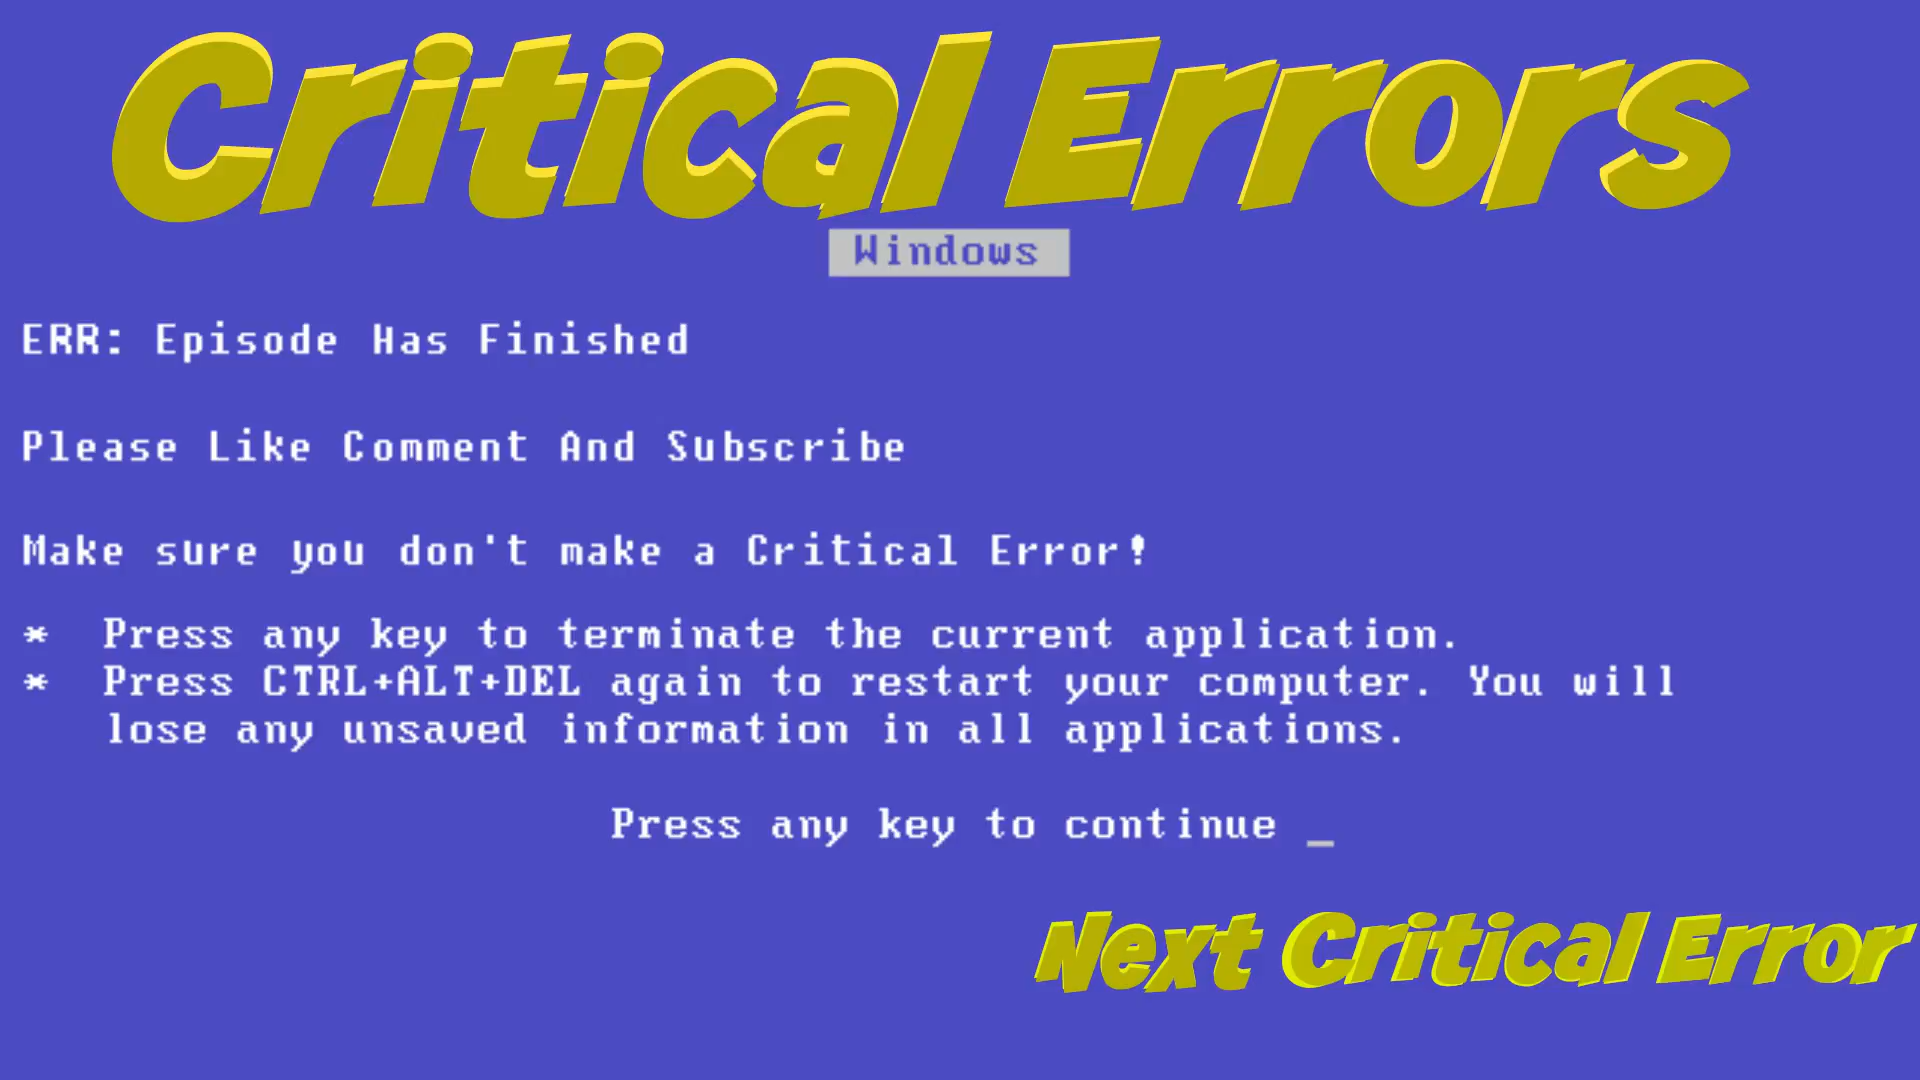 Critical Errors
Windows
ERR: Episode Has Finished
Please Like Comment And Subscribe
Make sure you don't make a Critical Error!
* Press any key to terminate the current application.
* Press CTRL+ALT+DEL again to restart your computer. You will
lose any unsaved information in all applications.
Press any key to continue _
Next Critical Error